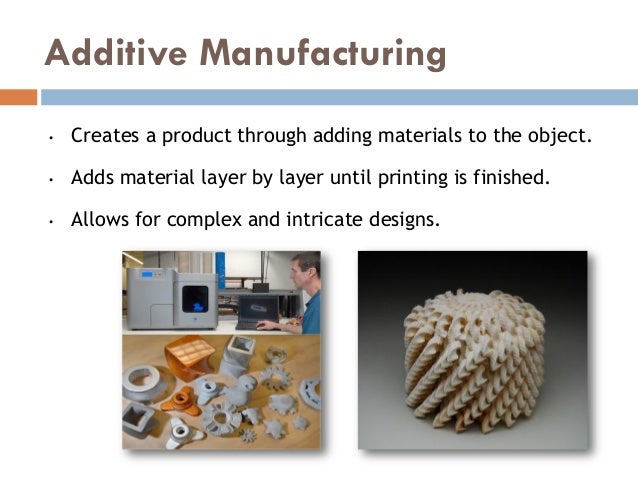 Additive Manufacturing
• Creates a product through adding materials to the object.
• Adds material layer by layer until printing is finished.
• Allows for complex and intricate designs.